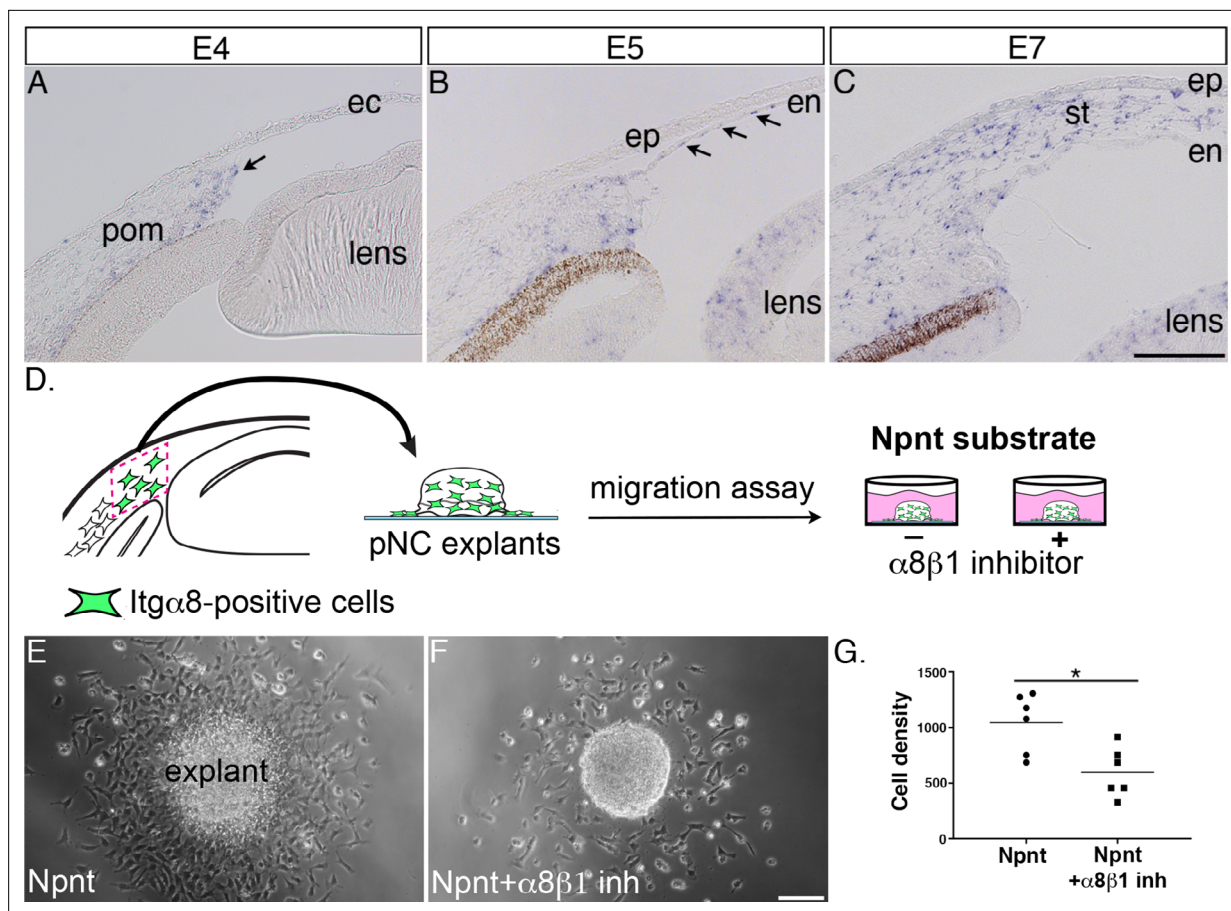 E4
E5
E7
A
ec
pom
lens
B
ep
en
lens
C
ep
st
en
lens
D.
Npnt substrate
migration assay
pNC explants
− +
α8β1 inhibitor
Itgα8-positive cells
E
explant
Npnt
F
Npnt+α8β1 inh
G.
*
Cell density
1500
1000
500
0
Npnt
Npnt
+α8β1 inh